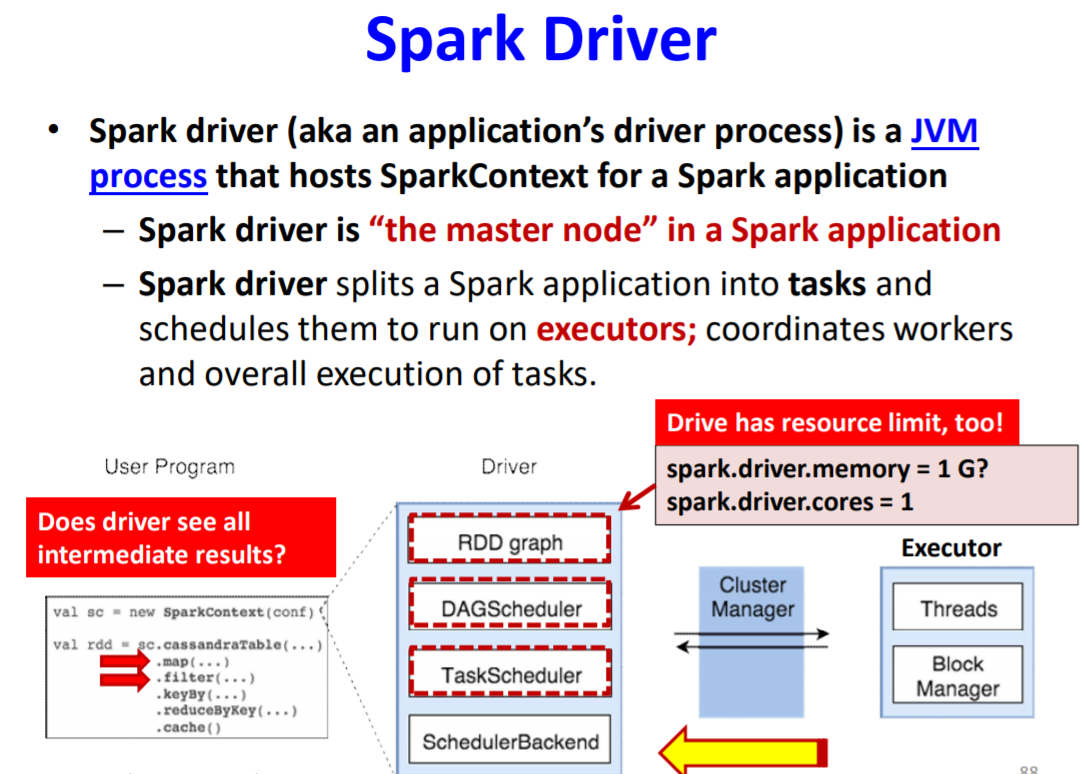 Spark Driver
• Spark driver (aka an application’s driver process) is a JVM
process that hosts SparkContext for a Spark application
– Spark driver is “the master node” in a Spark application
– Spark driver splits a Spark application into tasks and
schedules them to run on executors; coordinates workers
and overall execution of tasks.
Drive has resource limit, too!
spark.driver.memory = 1 G?
spark.driver.cores = 1
User Program
Does driver see all
intermediate results?
val sc = new SparkContext(conf)
val rdd = sc.cassandraTable(...)
.map(...)
.filter(...)
.keyBy(...)
.reduceByKey(...)
.cache()
Driver
RDD graph
DAGScheduler
TaskScheduler
SchedulerBackend
Cluster
Manager
Executor
Threads
Block
Manager
88